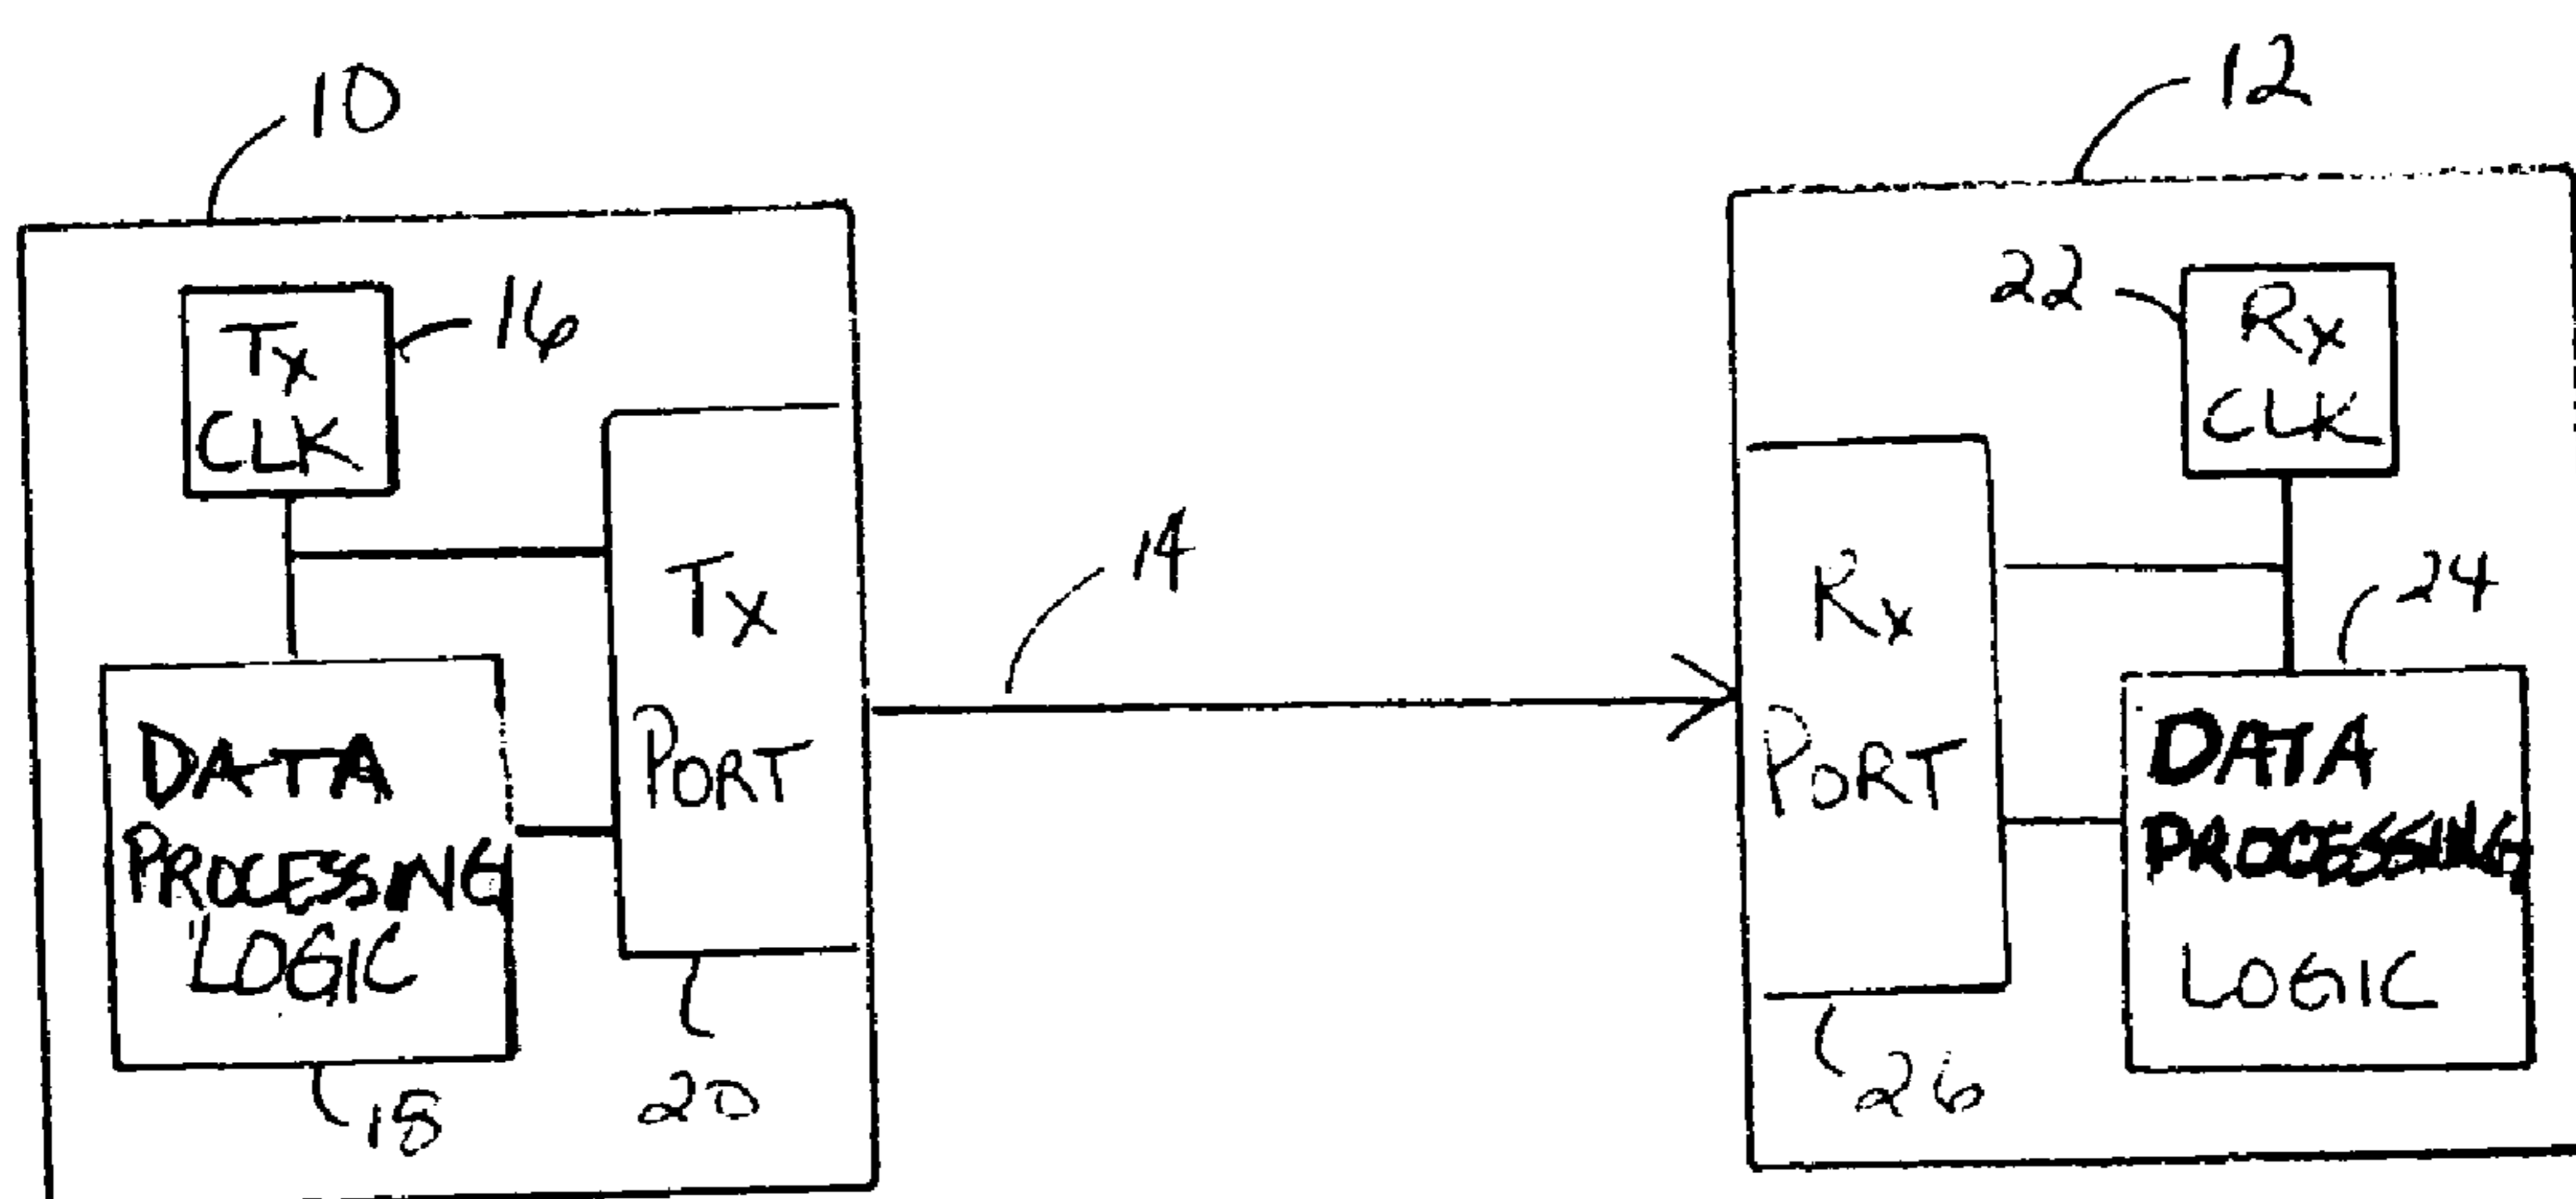 10
12
Tx
CLK
16
22
Rx
CLK
14
24
Tx
PORT
Rx
PORT
DATA
PROCESSING
LOGIC
DATA
PROCESSING
LOGIC
18
20
26